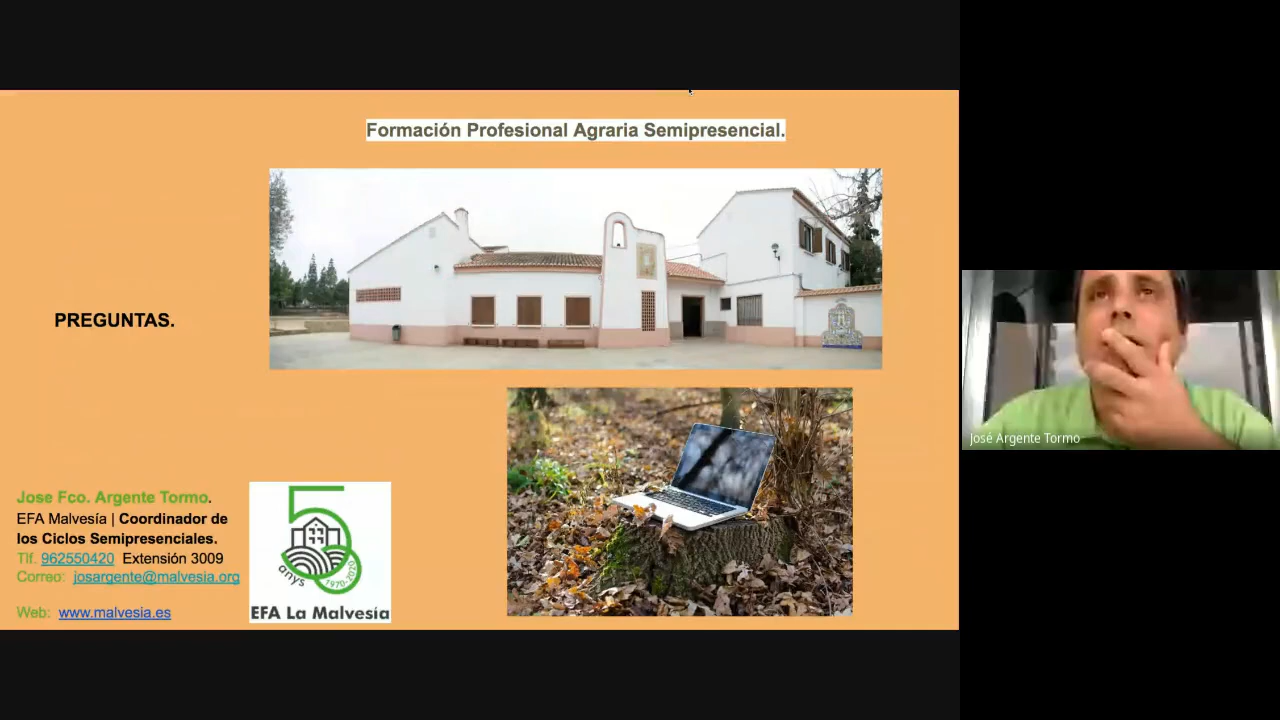 Formación Profesional Agraria Semipresencial.
PREGUNTAS.
Jose Fco. Argente Tormo.
EFA Malvesía | Coordinador de
los Ciclos Semipresenciales.
Tlf. 962550420 Extensión 3009
Correo: josargente@malvesia.org
Web: www.malvesia.es
50
anys 1970-2020
EFA La Malvesía
José Argente Tormo